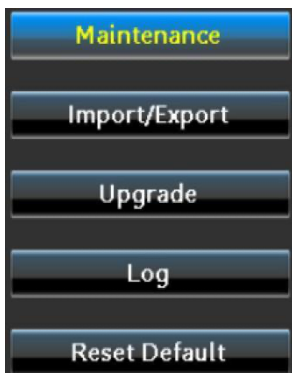 Maintenance
Import/Export
Upgrade
Log
Reset Default